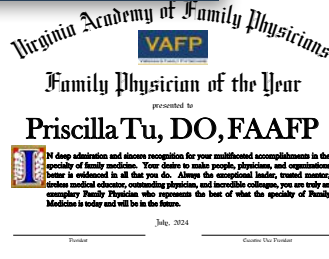 Virginia Academy of Family Physicians
VAFP
Family Physician of the Year
presented to
Priscilla Tu, DO, FAAFP
IN deep admiration and sincere recognition for your multifaceted accomplishments in the
specialty of family medicine. Your desire to make people, physicians, and organizations
better is evidenced in all that you do. Always the exceptional leader, trusted mentor,
tireless medical educator, outstanding physician, and incredible colleague, you are truly an
exemplary Family Physician who represents the best of what the specialty of Family
Medicine is today and will be in the future.
July, 2024
President Executive Vice President